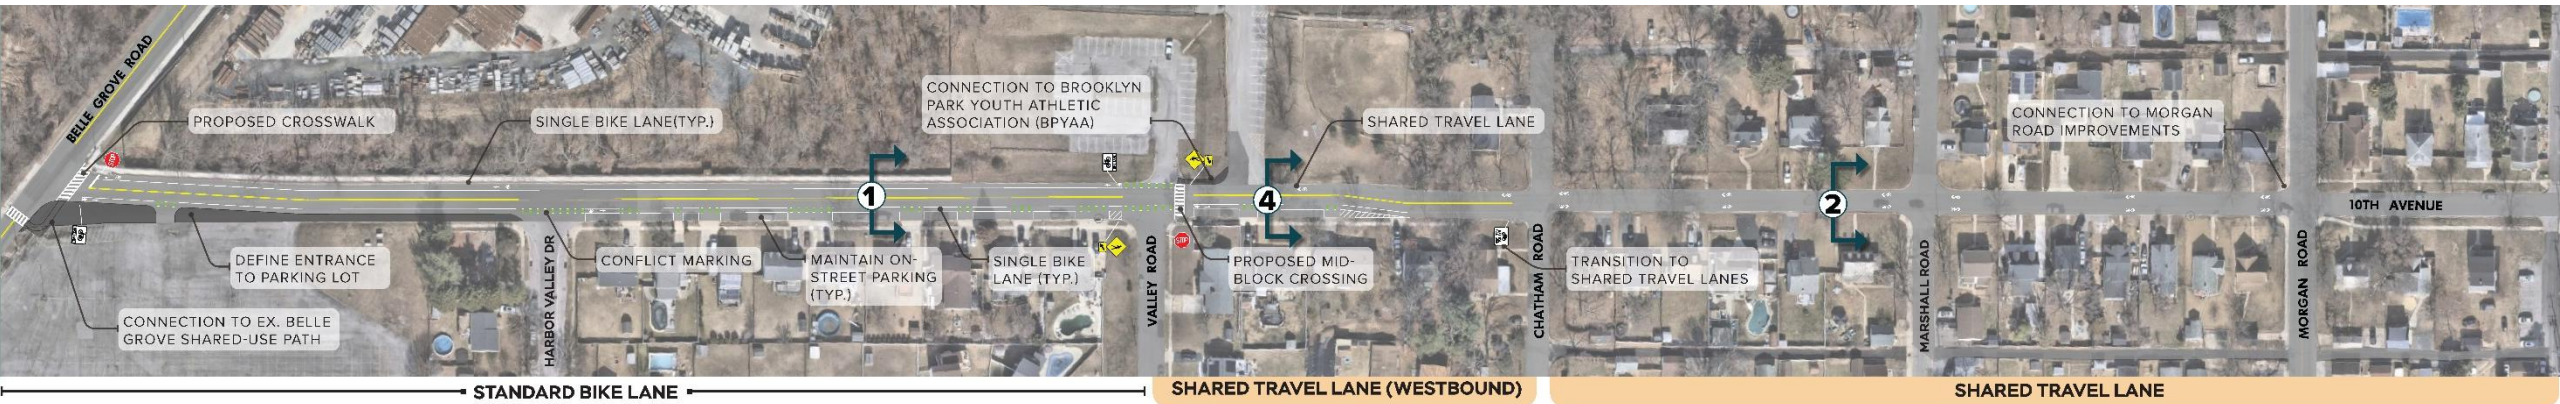 BELLE GROVE ROAD
PROPOSED CROSSWALK
SINGLE BIKE LANE(TYP.)
CONNECTION TO BROOKLYN
PARK YOUTH ATHLETIC
ASSOCIATION (BPYAA)
SHARED TRAVEL LANE
CONNECTION TO MORGAN
ROAD IMPROVEMENTS
STOP
1
4
2
10TH AVENUE
DEFINE ENTRANCE
TO PARKING LOT
CONFLICT MARKING
MAINTAIN ON-
STREET PARKING
(TYP.)
SINGLE BIKE
LANE (TYP.)
STOP
PROPOSED MID-
BLOCK CROSSING
TRANSITION TO
SHARED TRAVEL LANES
CONNECTION TO EX. BELLE
GROVE SHARED-USE PATH
HARBOR VALLEY DR
VALLEY ROAD
CHATHAM ROAD
MARSHALL ROAD
MORGAN ROAD
STANDARD BIKE LANE
SHARED TRAVEL LANE (WESTBOUND)
SHARED TRAVEL LANE